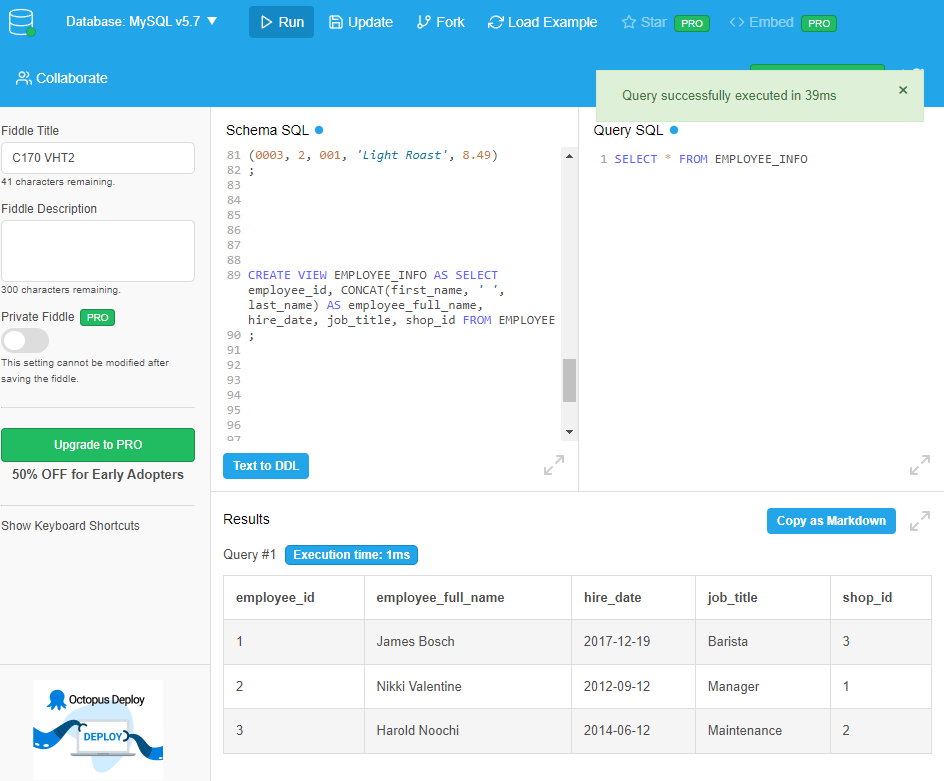 Database: MySQL v5.7 ▼ Run Update Fork Load Example Star PRO Embed PRO
Collaborate
Query successfully executed in 39ms ×
Fiddle Title
C170 VHT2
41 characters remaining.
Fiddle Description
300 characters remaining.
Private Fiddle PRO
This setting cannot be modified after
saving the fiddle.
Upgrade to PRO
50% OFF for Early Adopters
Show Keyboard Shortcuts
Octopus Deploy
DEPLOY
Schema SQL
81 (0003, 2, 001, 'Light Roast', 8.49)
82 ;
83
84
85
86
87
88
89 CREATE VIEW EMPLOYEE_INFO AS SELECT
employee_id, CONCAT(first_name, ' ',
last_name) AS employee_full_name,
hire_date, job_title, shop_id FROM EMPLOYEE
90 ;
91
92
93
94
95
96
97
Text to DDL
Query SQL
1 SELECT * FROM EMPLOYEE_INFO
Results
Copy as Markdown
Query #1 Execution time: 1ms
employee_id employee_full_name hire_date job_title shop_id
1 James Bosch 2017-12-19 Barista 3
2 Nikki Valentine 2012-09-12 Manager 1
3 Harold Noochi 2014-06-12 Maintenance 2